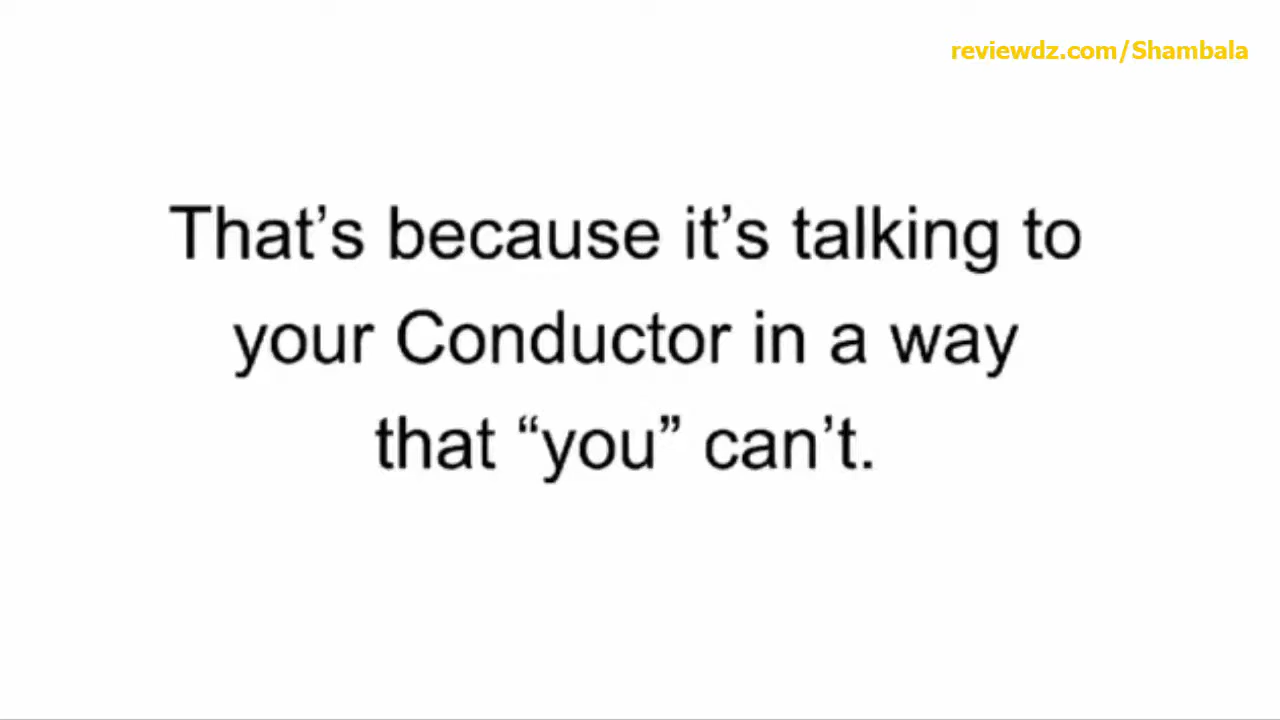 reviewdz.com/Shambala
That’s because it’s talking to
your Conductor in a way
that “you” can’t.